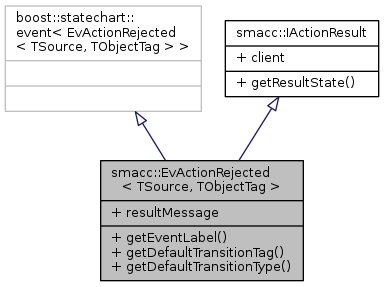 boost::statechart::
event< EvActionRejected
< TSource, TObjectTag > >
smacc::IActionResult
+ client
+ getResultState()
smacc::EvActionRejected
< TSource, TObjectTag >
+ resultMessage
+ getEventLabel()
+ getDefaultTransitionTag()
+ getDefaultTransitionType()